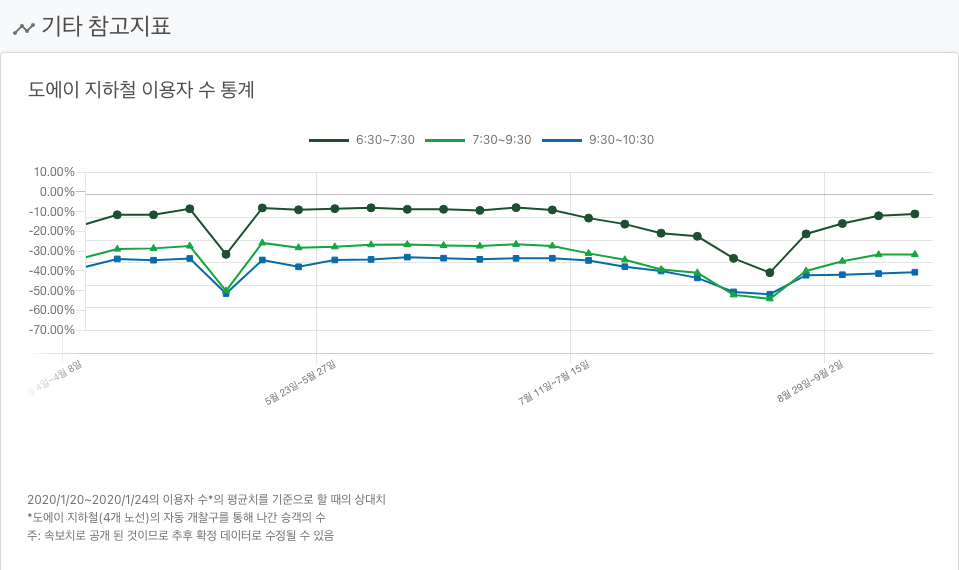 기타 참고지표
도에이 지하철 이용자 수 통계
6:30~7:30 7:30~9:30 9:30~10:30
10.00%
0.00%
-10.00%
-20.00%
-30.00%
-40.00%
-50.00%
-60.00%
-70.00%
4일~4월 8일
5월 23일~5월 27일
7월 11일~7월 15일
8월 29일~9월 2일
2020/1/20~2020/1/24의 이용자 수*의 평균치를 기준으로 할 때의 상대치
*도에이 지하철(4개 노선)의 자동 개찰구를 통해 나간 승객의 수
주: 속보치로 공개 된 것이므로 추후 확정 데이터로 수정될 수 있음